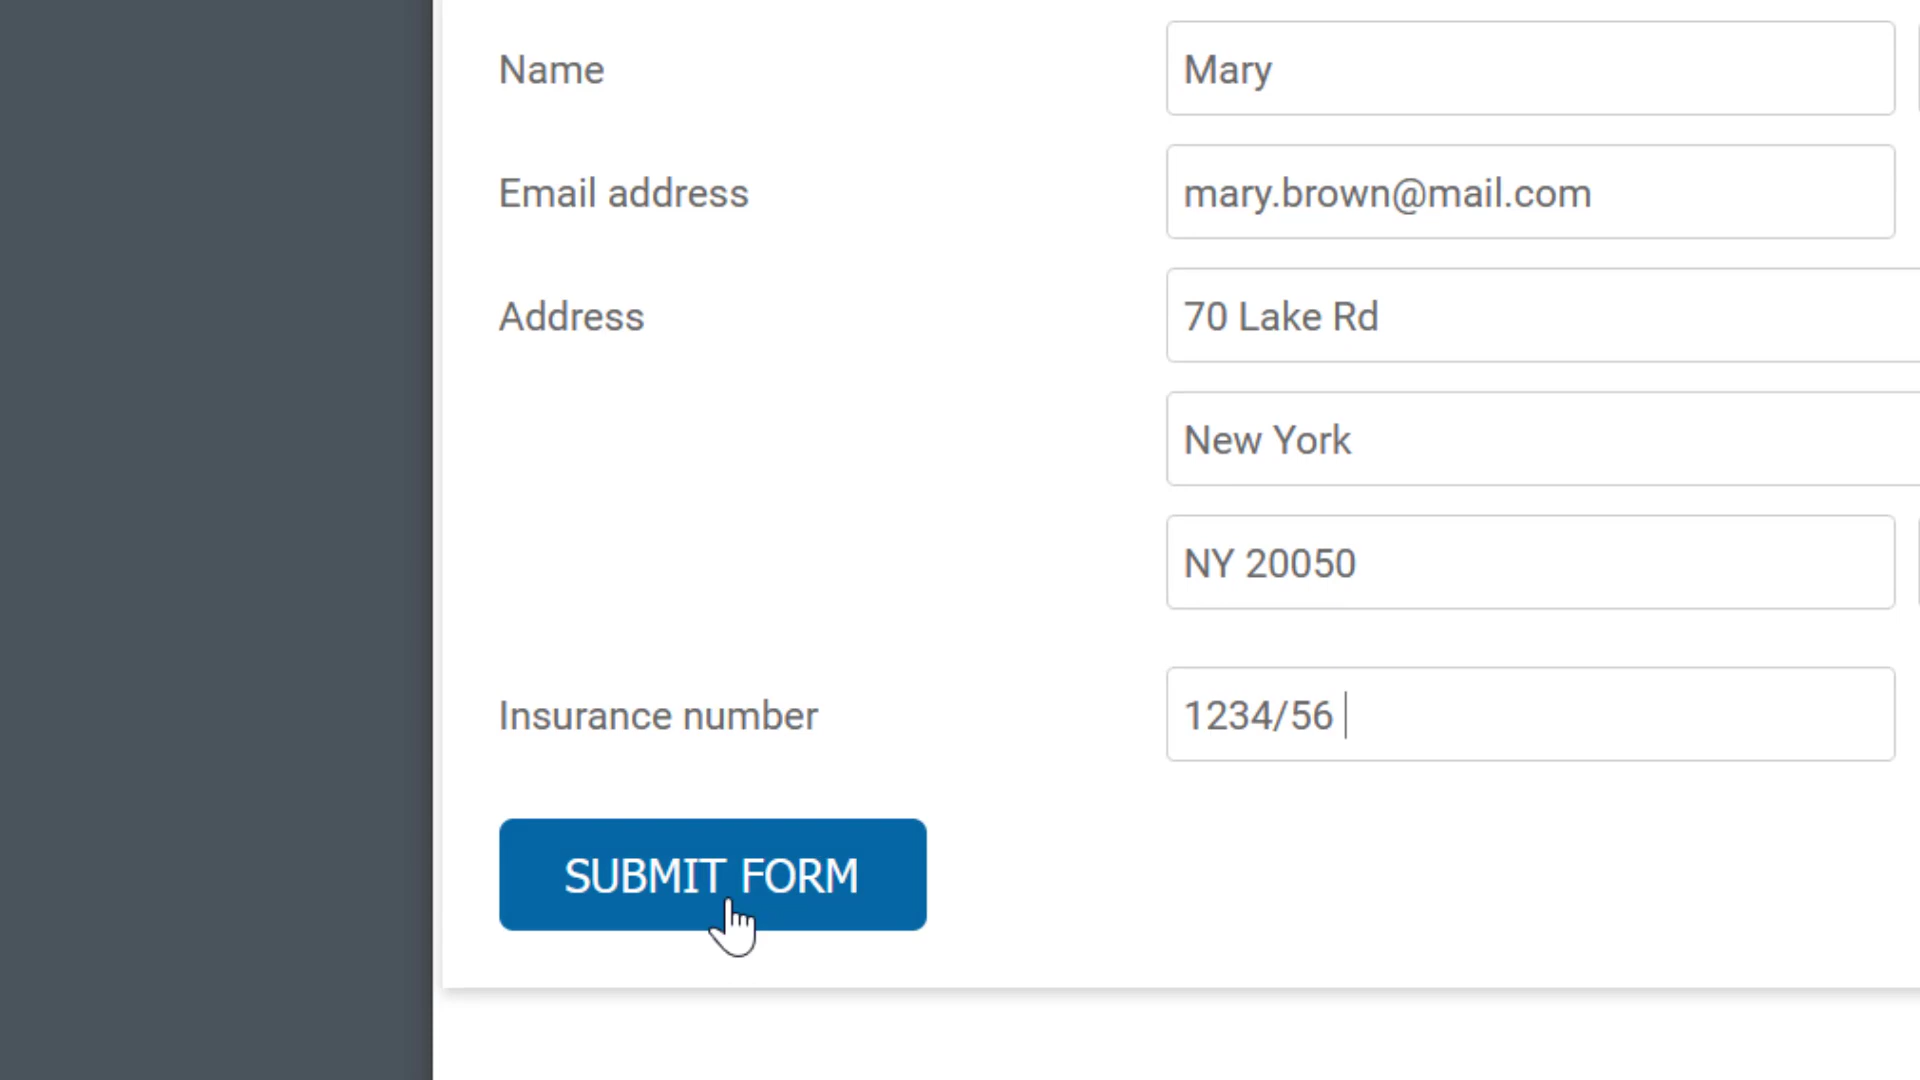 Name Mary
Email address mary.brown@mail.com
Address 70 Lake Rd
New York
NY 20050
Insurance number 1234/56
SUBMIT FORM